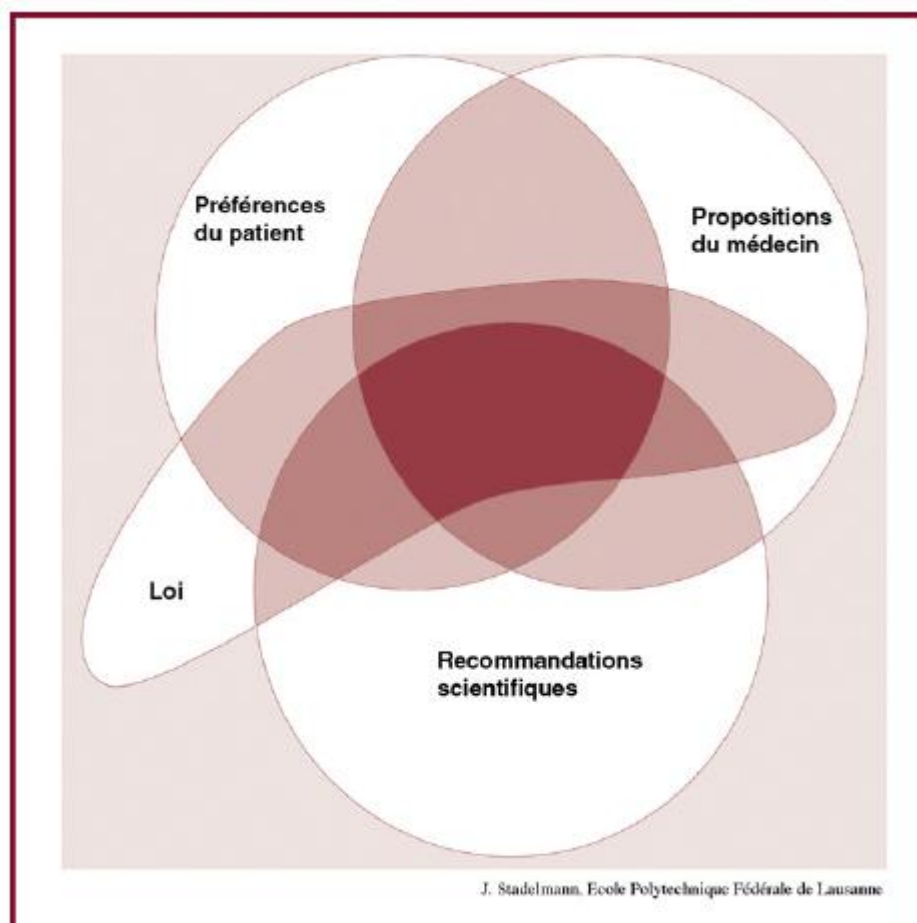 Préférences
du patient
Propositions
du médecin
Loi
Recommandations
scientifiques
J. Stadelmann, Ecole Polytechnique Fédérale de Lausanne